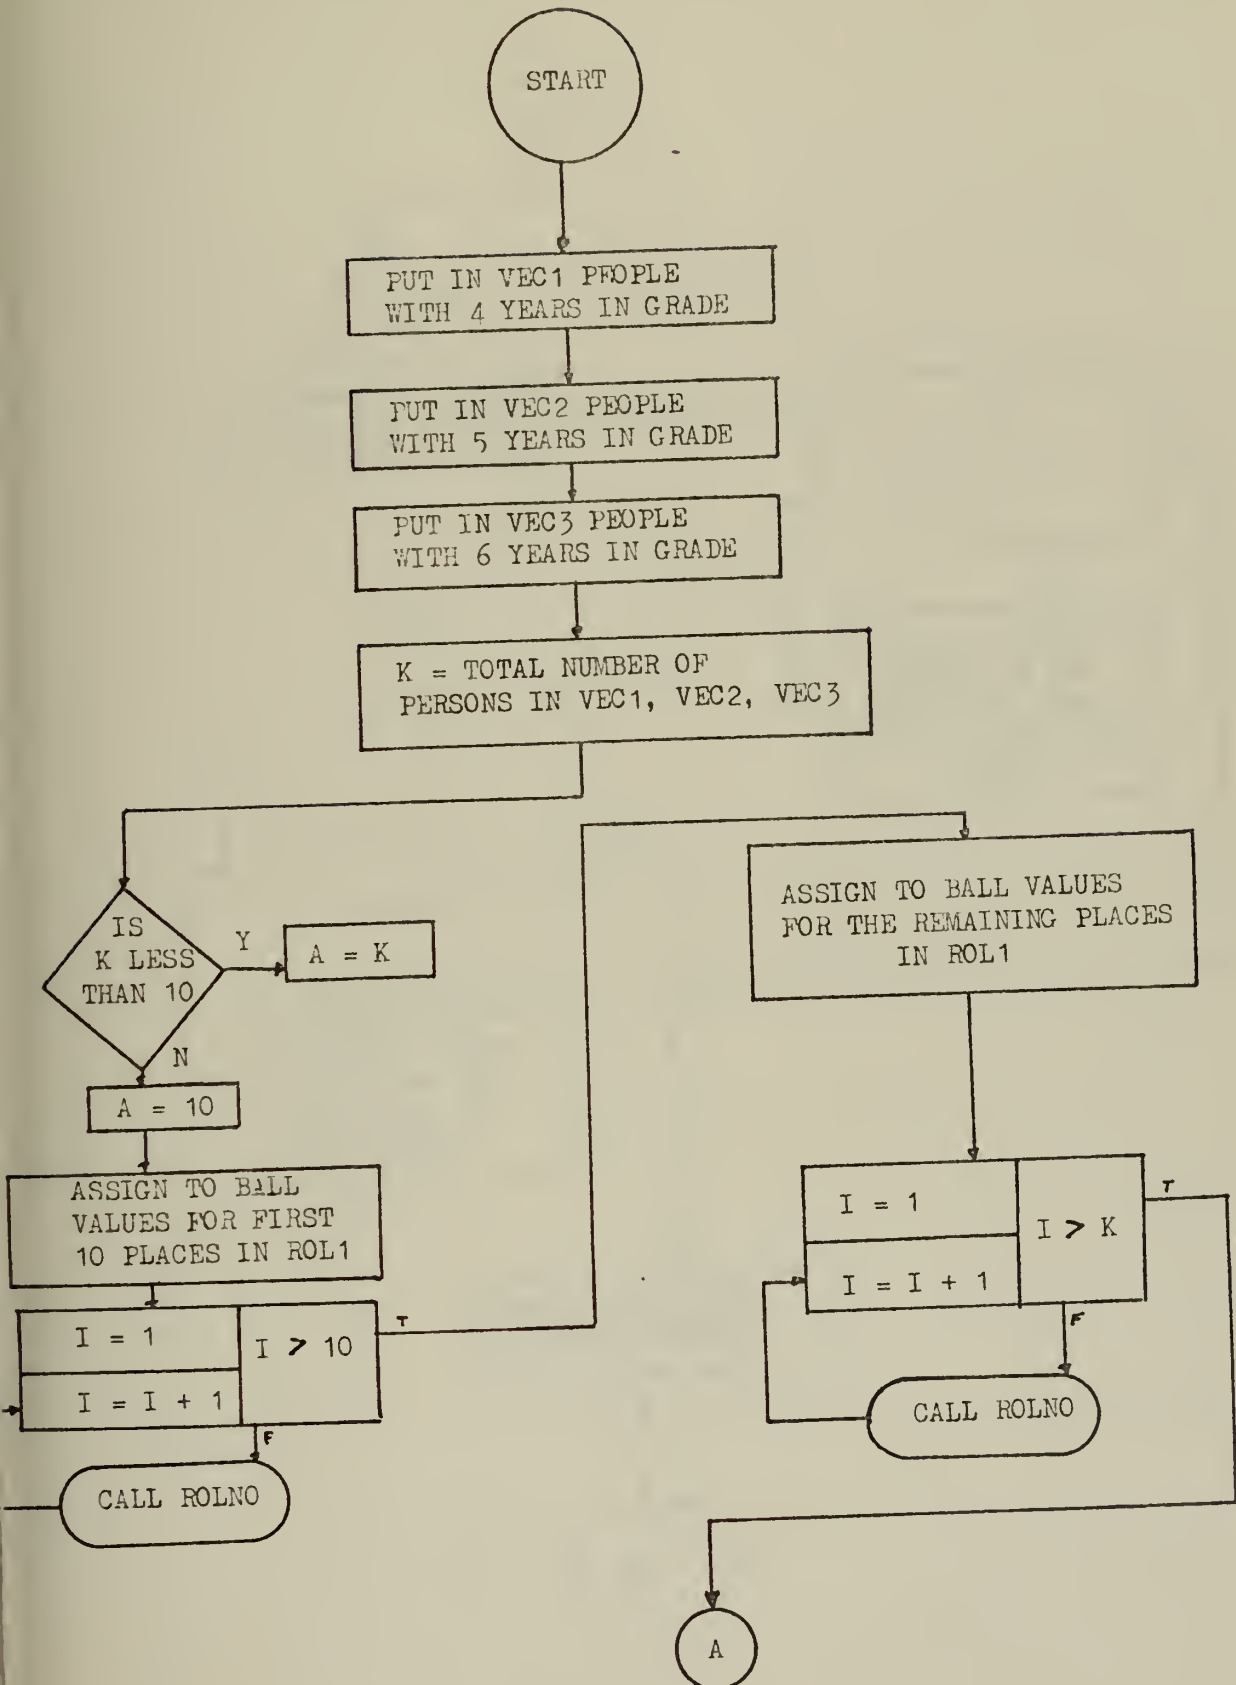 START
PUT IN VEC1 PEOPLE
WITH 4 YEARS IN GRADE
PUT IN VEC2 PEOPLE
WITH 5 YEARS IN GRADE
PUT IN VEC3 PEOPLE
WITH 6 YEARS IN GRADE
K = TOTAL NUMBER OF
PERSONS IN VEC1, VEC2, VEC3
IS
K LESS
THAN 10
Y
A = K
N
A = 10
ASSIGN TO BALL
VALUES FOR FIRST
10 PLACES IN ROL1
I = 1
I = I + 1
I > 10
T
F
CALL ROLNO
ASSIGN TO BALL VALUES
FOR THE REMAINING PLACES
IN ROL1
I = 1
I = I + 1
I > K
T
F
CALL ROLNO
A